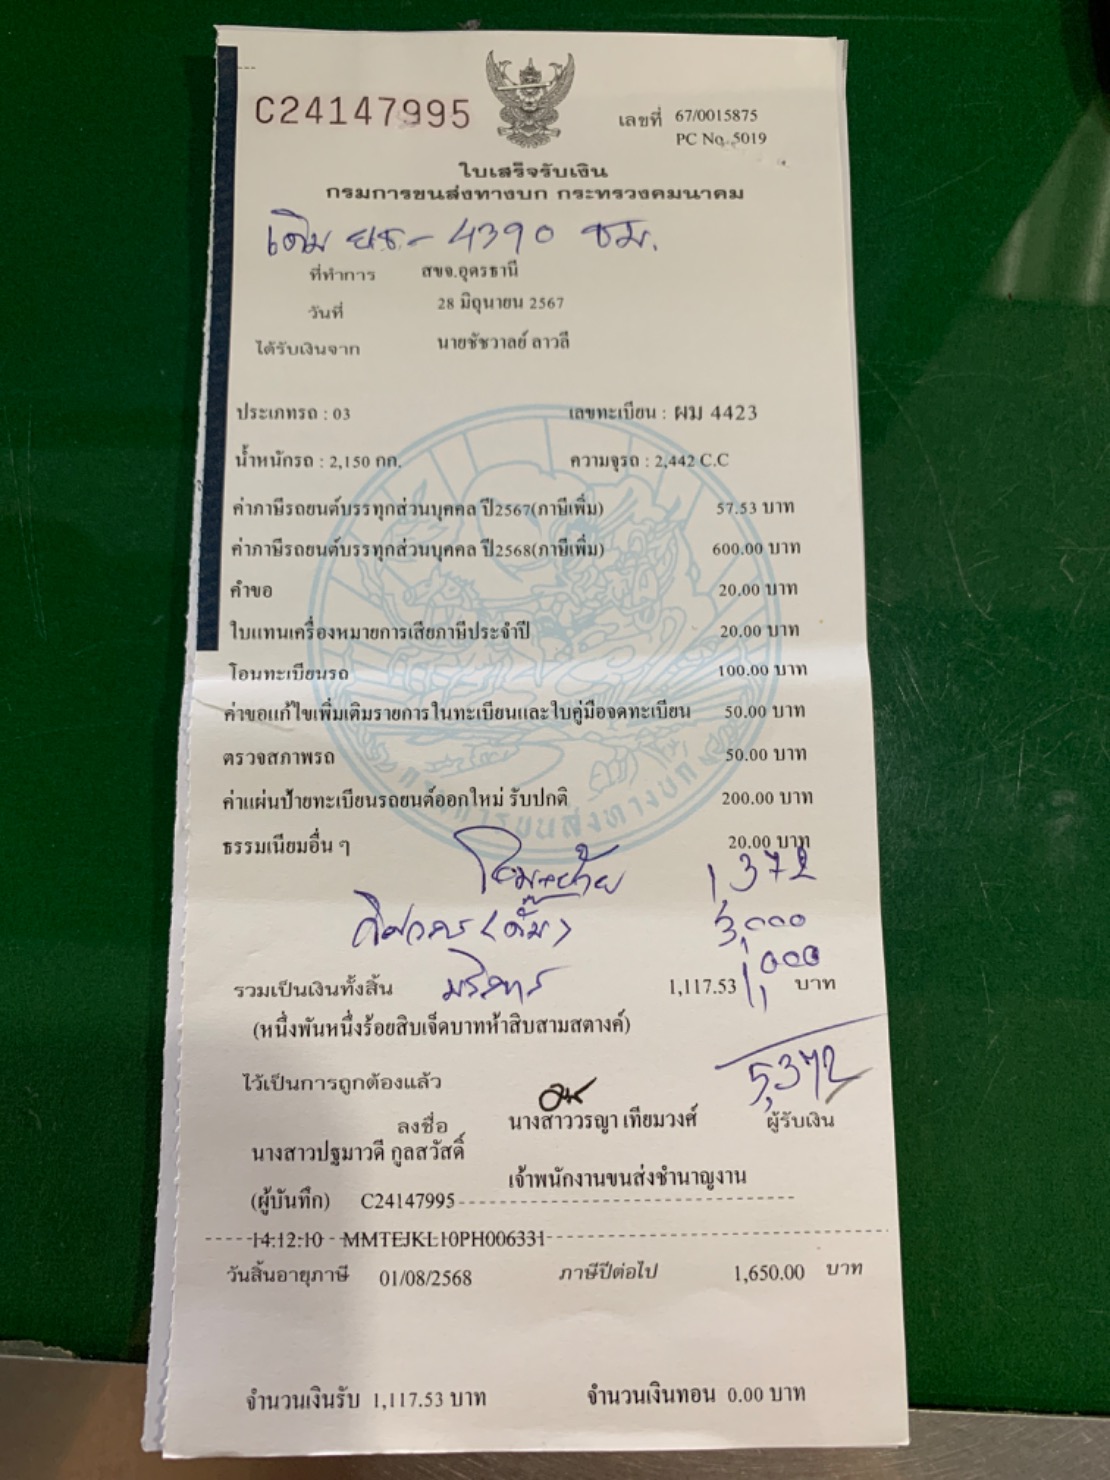 C24147995
เลขที่ 67/0015875
PC No. 5019
ใบเสร็จรับเงิน
กรมการขนส่งทางบก กระทรวงคมนาคม
เดิม ยธ - 4390 ชม.
ที่ทำการ สขจ.อุดรธานี
วันที่ 28 มิถุนายน 2567
ได้รับเงินจาก นายชัชวาลย์ ลาวลี
ประเภทรถ : 03 เลขทะเบียน : ผม 4423
น้ำหนักรถ : 2,150 กก. ความจุรถ : 2,442 C.C
ค่าภาษีรถยนต์บรรทุกส่วนบุคคล ปี2567(ภาษีเพิ่ม) 57.53 บาท
ค่าภาษีรถยนต์บรรทุกส่วนบุคคล ปี2568(ภาษีเพิ่ม) 600.00 บาท
คำขอ 20.00 บาท
ใบแทนเครื่องหมายการเสียภาษีประจำปี 20.00 บาท
โอนทะเบียนรถ 100.00 บาท
ค่าขอแก้ไขเพิ่มเติมรายการในทะเบียนและใบคู่มือจดทะเบียน 50.00 บาท
ตรวจสภาพรถ 50.00 บาท
ค่าแผ่นป้ายทะเบียนรถยนต์ออกใหม่ รับปกติ 200.00 บาท
ธรรมเนียมอื่น ๆ 20.00 บาท
1,372
(ดั๊ม) 3,000
บริการ 1,000
รวมเป็นเงินทั้งสิ้น 1,117.53 บาท
(หนึ่งพันหนึ่งร้อยสิบเจ็ดบาทห้าสิบสามสตางค์)
5,372
ไว้เป็นการถูกต้องแล้ว
ลงชื่อ นางสาววรญา เทียมวงศ์ ผู้รับเงิน
นางสาวปฐมาวดี กูลสวัสดิ์
เจ้าพนักงานขนส่งชำนาญงาน
(ผู้บันทึก) C24147995
14:12:10 - MMTEJKL10PH006331
วันสิ้นอายุภาษี 01/08/2568 ภาษีปีต่อไป 1,650.00 บาท
จำนวนเงินรับ 1,117.53 บาท จำนวนเงินทอน 0.00 บาท
กรมการขนส่งทางบก